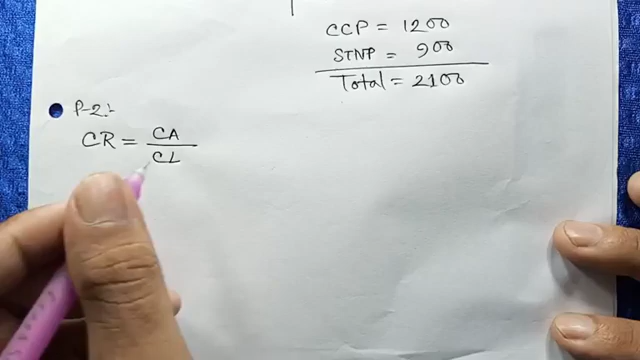 CCP = 1200
STNP = 900
Total = 2100
P-2:-
CR = CA / CL